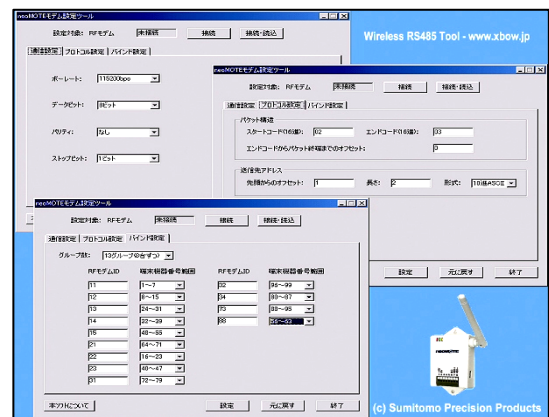 neoMOTEモデム設定ツール
設定対象: RFモデム 未接続 接続 接続・読込
通信設定 プロトコル設定 バインド設定
ボーレート: 115200bps
データビット: 8ビット
パリティ: なし
ストップビット: 1ビット
Wireless RS485 Tool - www.xbow.jp
neoMOTEモデム設定ツール
設定対象: RFモデム 未接続 接続 接続・読込
通信設定 プロトコル設定 バインド設定
パケット構造
スタートコード(16進): 02 エンドコード(16進): 03
エンドコードからパケット終端までのオフセット: 0
送信先アドレス
先頭からのオフセット: 1 長さ: 2 形式: 10進ASCII
設定 元に戻す 終了
neoMOTEモデム設定ツール
設定対象: RFモデム 未接続 接続 接続・読込
通信設定 プロトコル設定 バインド設定
グループ数: 13グループ
RFモデムID 端末機器番号範囲 RFモデムID 端末機器番号範囲
11 1～7 32 96～99
12 8～15 34 80～87
13 24～31 73 88～95
14 32～39 88 56～63
15 48～55
21 64～71
22 16～23
23 40～47
31 72～79
本ソフトについて 設定 元に戻す 終了
(c) Sumitomo Precision Products